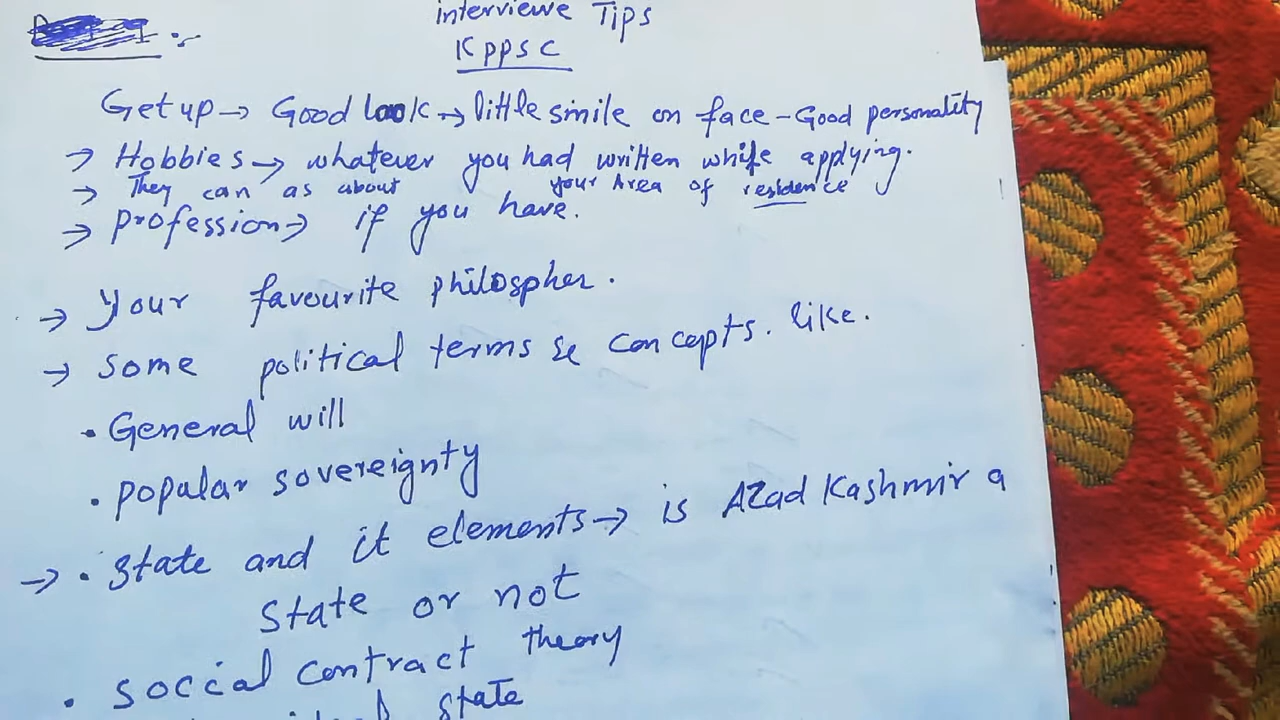 interviewe Tips
KPPSC
Get up → Good look → little smile on face - Good personality
→ Hobbies → whatever you had written while applying.
→ They can as about your Area of residence
→ profession → if you have.
→ Your favourite philospher.
→ Some political terms se concepts. like.
• General will
• popular sovereignty
→ • State and it elements → is Azad Kashmir a
State or not
• social contract theory
state